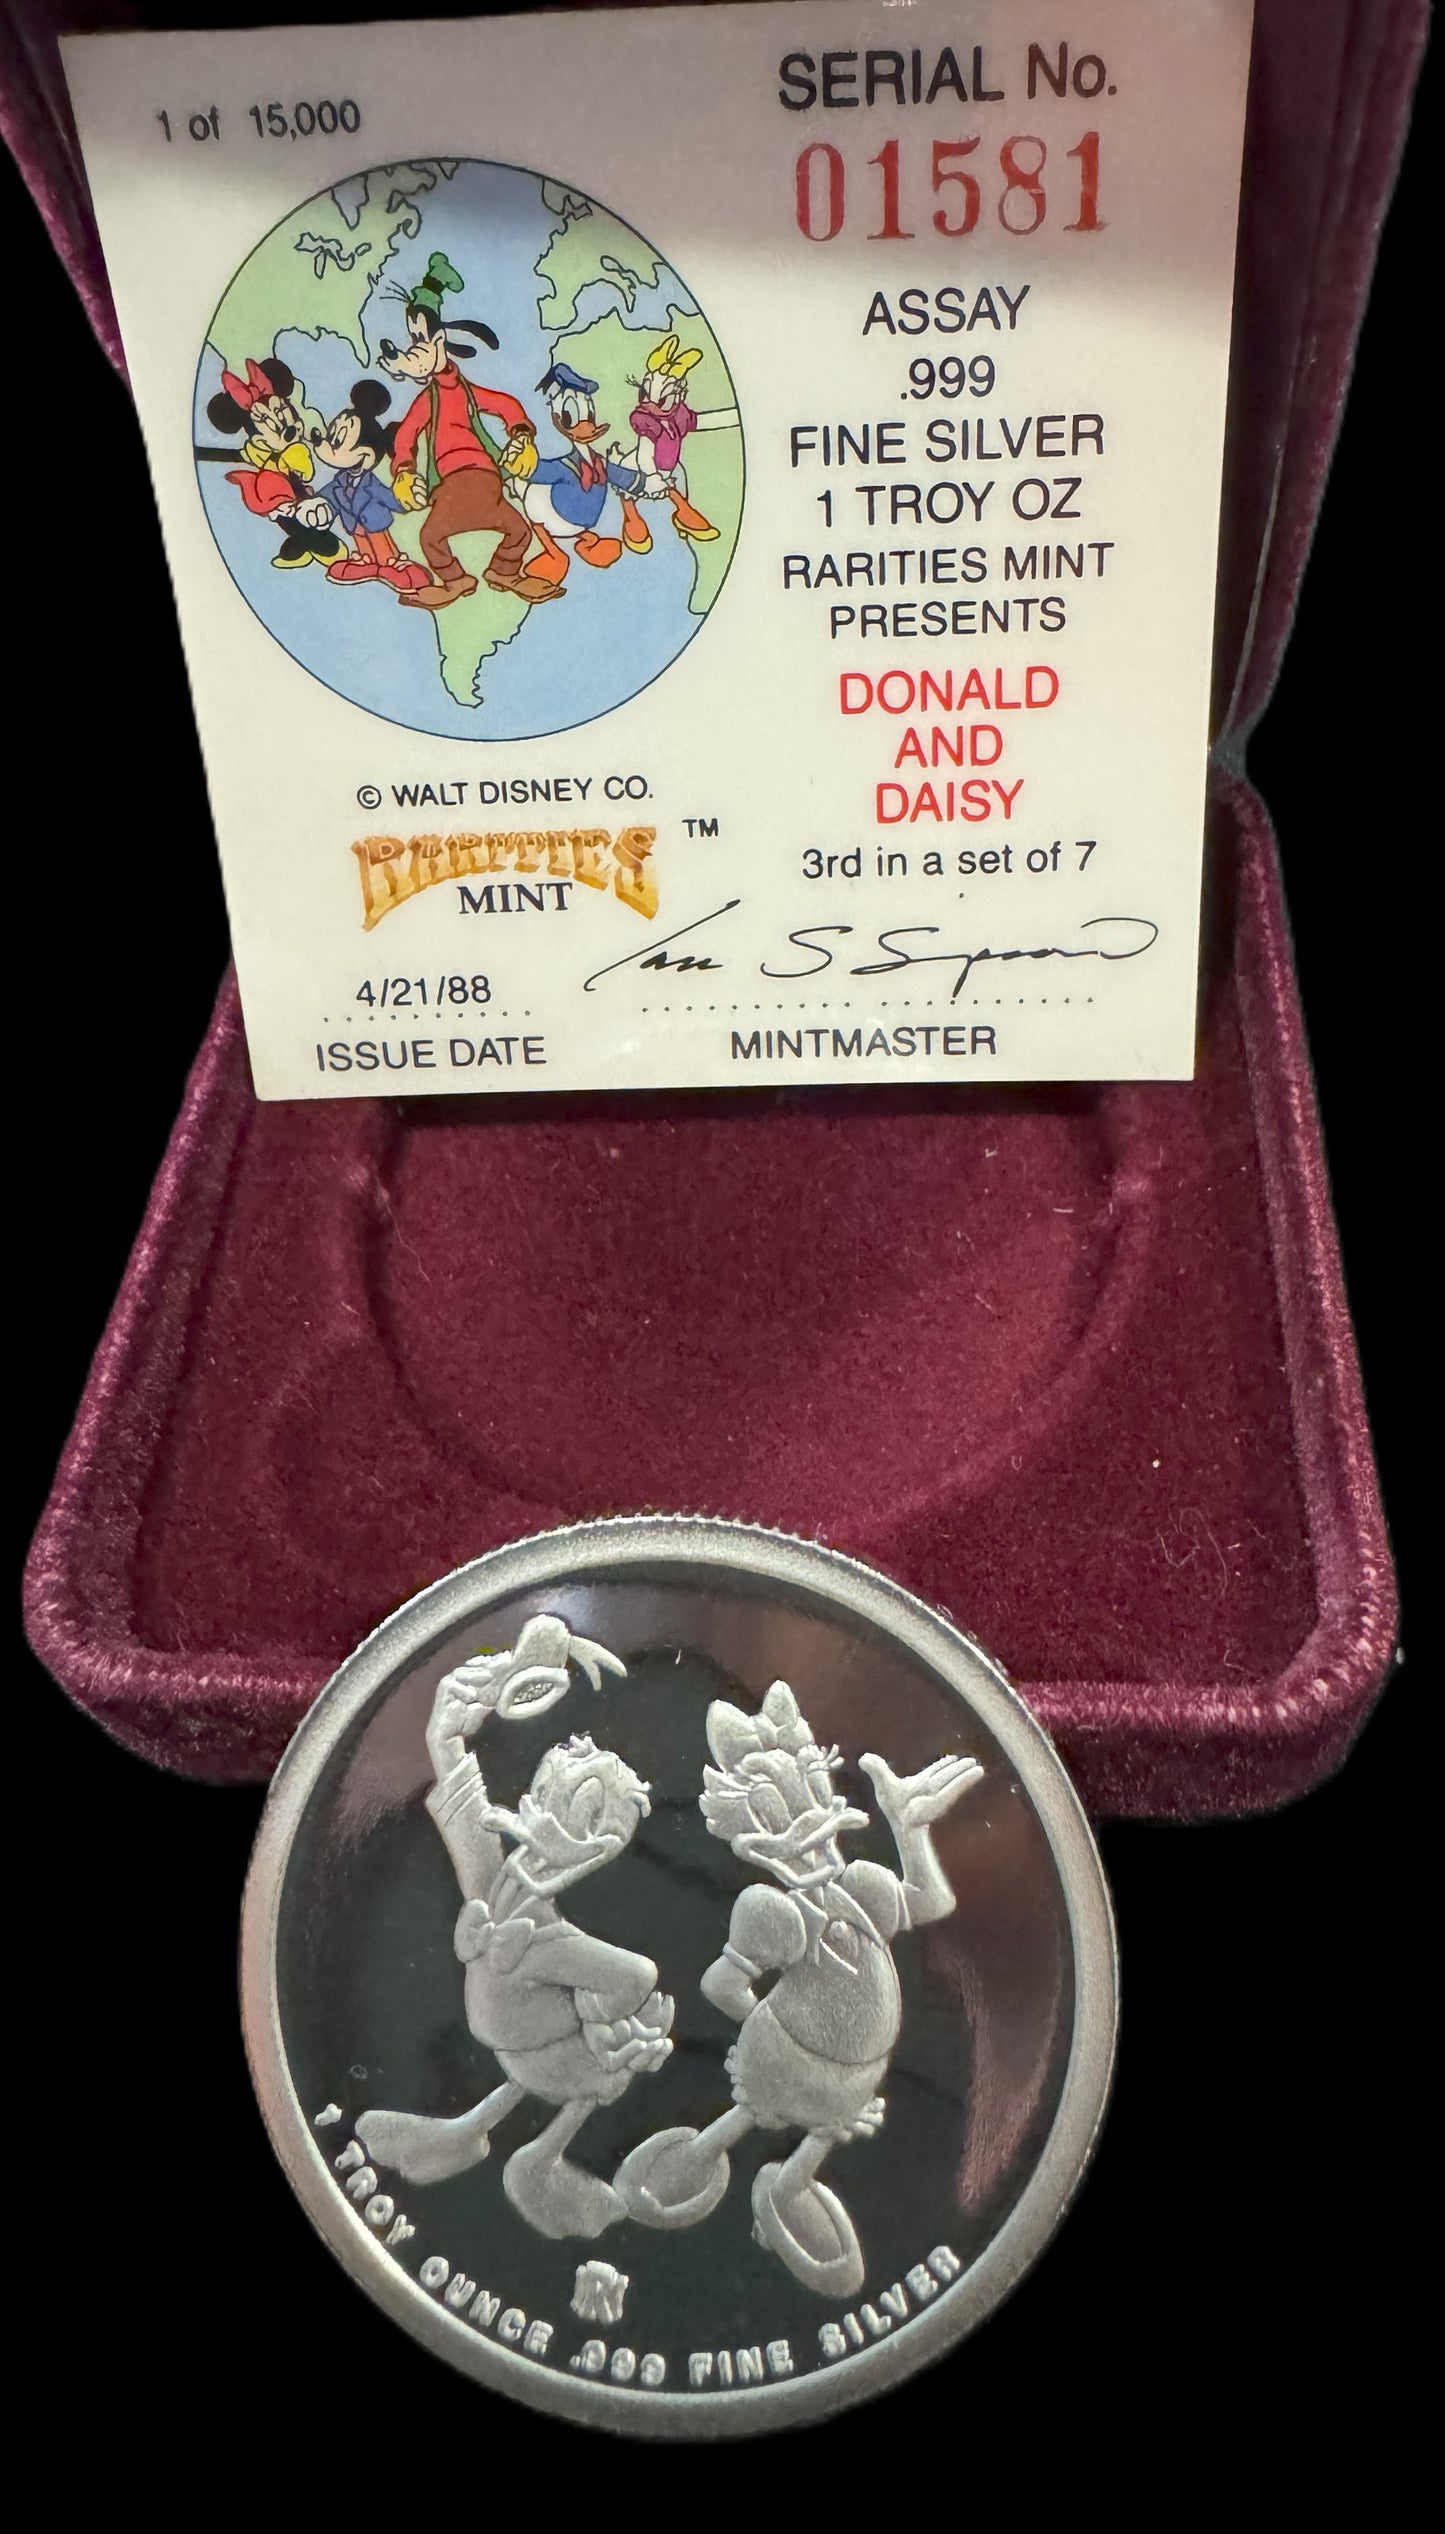 1 of 15,000
SERIAL No.
01581
ASSAY
.999
FINE SILVER
1 TROY OZ
RARITIES MINT
PRESENTS
DONALD
AND
DAISY
3rd in a set of 7
© WALT DISNEY CO.
RARITIES ™
MINT
4/21/88
ISSUE DATE
MINTMASTER
1 TROY OUNCE .999 FINE SILVER